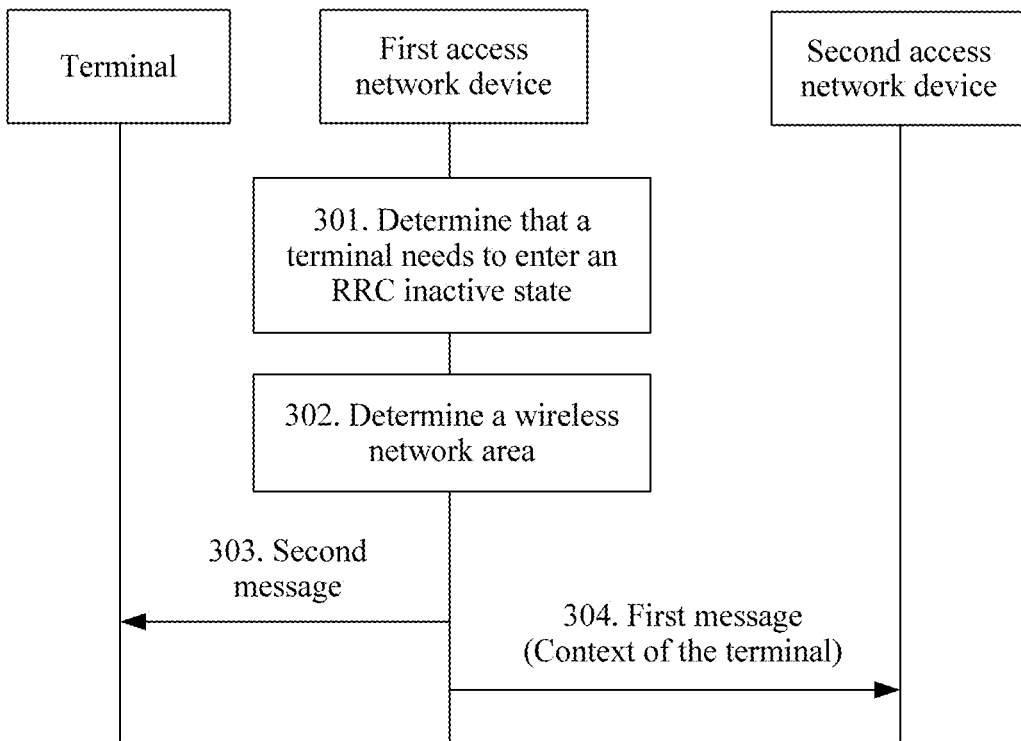 Terminal
First access
network device
Second access
network device
301. Determine that a
terminal needs to enter an
RRC inactive state
302. Determine a wireless
network area
303. Second
message
304. First message
(Context of the terminal)